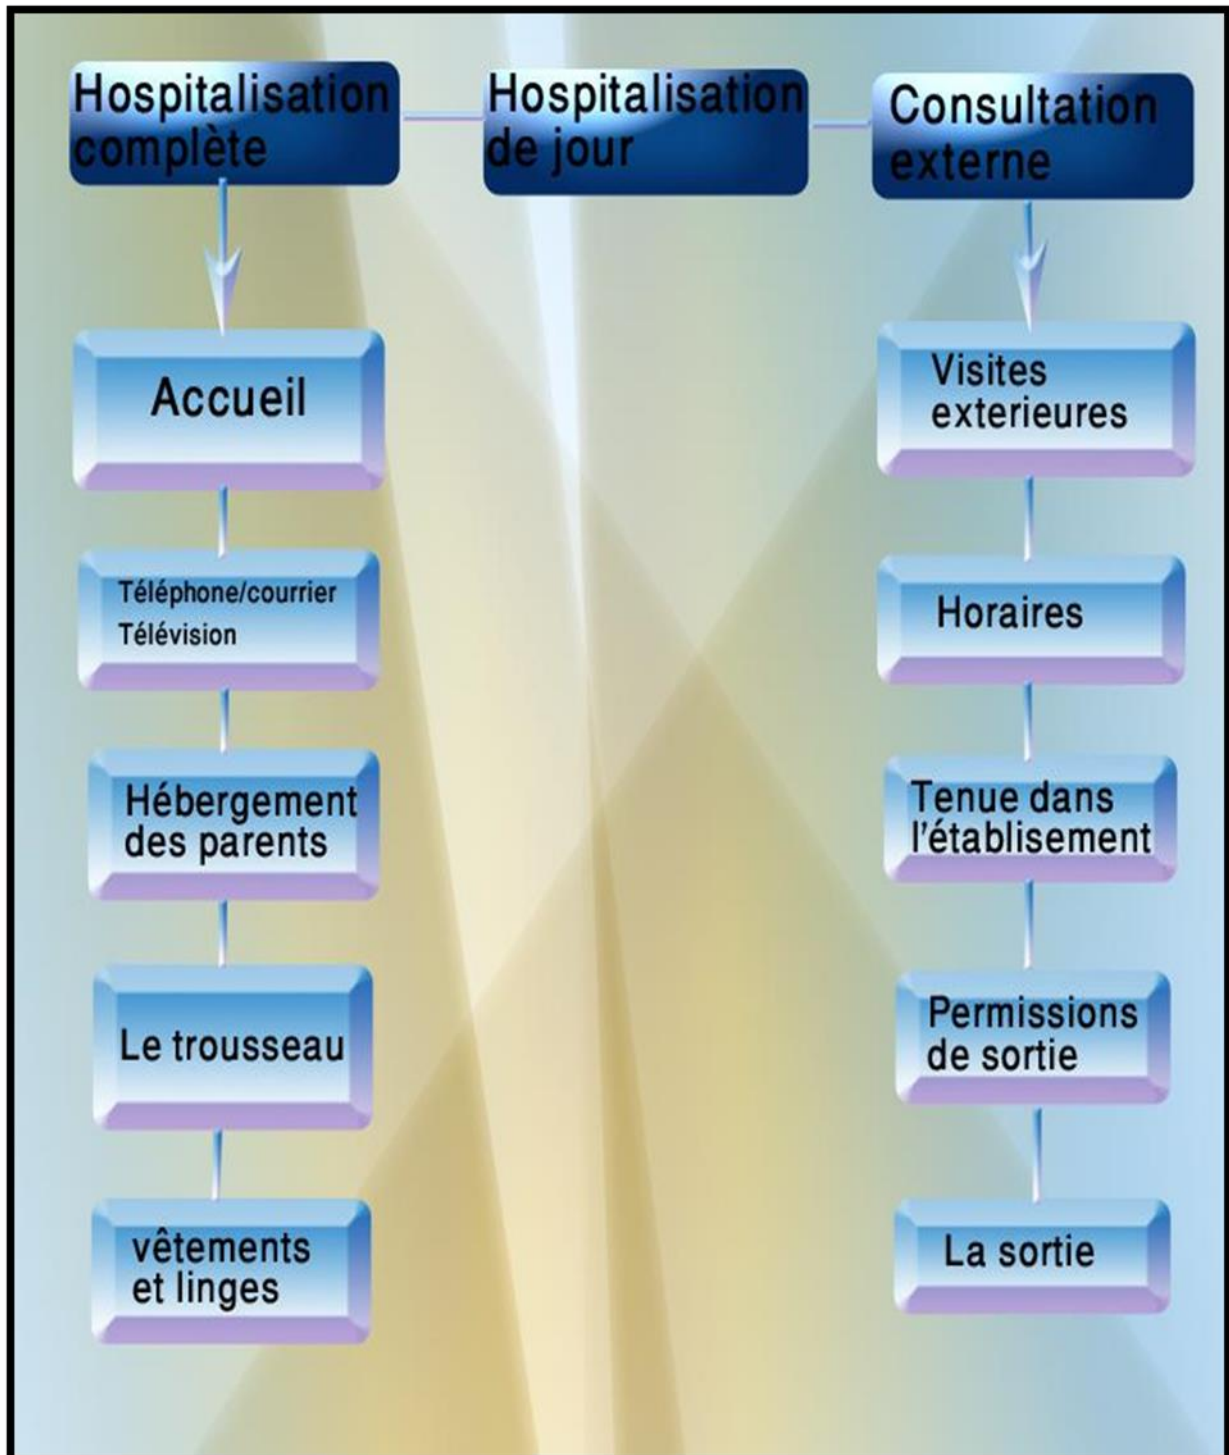 Hospitalisation
complète
Hospitalisation
de jour
Consultation
externe
Accueil
Téléphone/courrier
Télévision
Hébergement
des parents
Le trousseau
vêtements
et linges
Visites
exterieures
Horaires
Tenue dans
l'établisement
Permissions
de sortie
La sortie